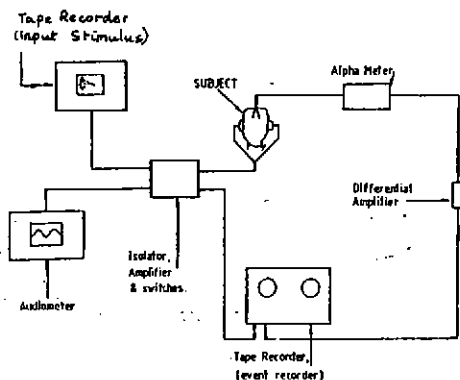 Tape Recorder
(Input Stimulus)
SUBJECT
Alpha Meter
Differential
Amplifier
Isolator,
Amplifier
& switches.
Audiometer
Tape Recorder,
(event recorder)